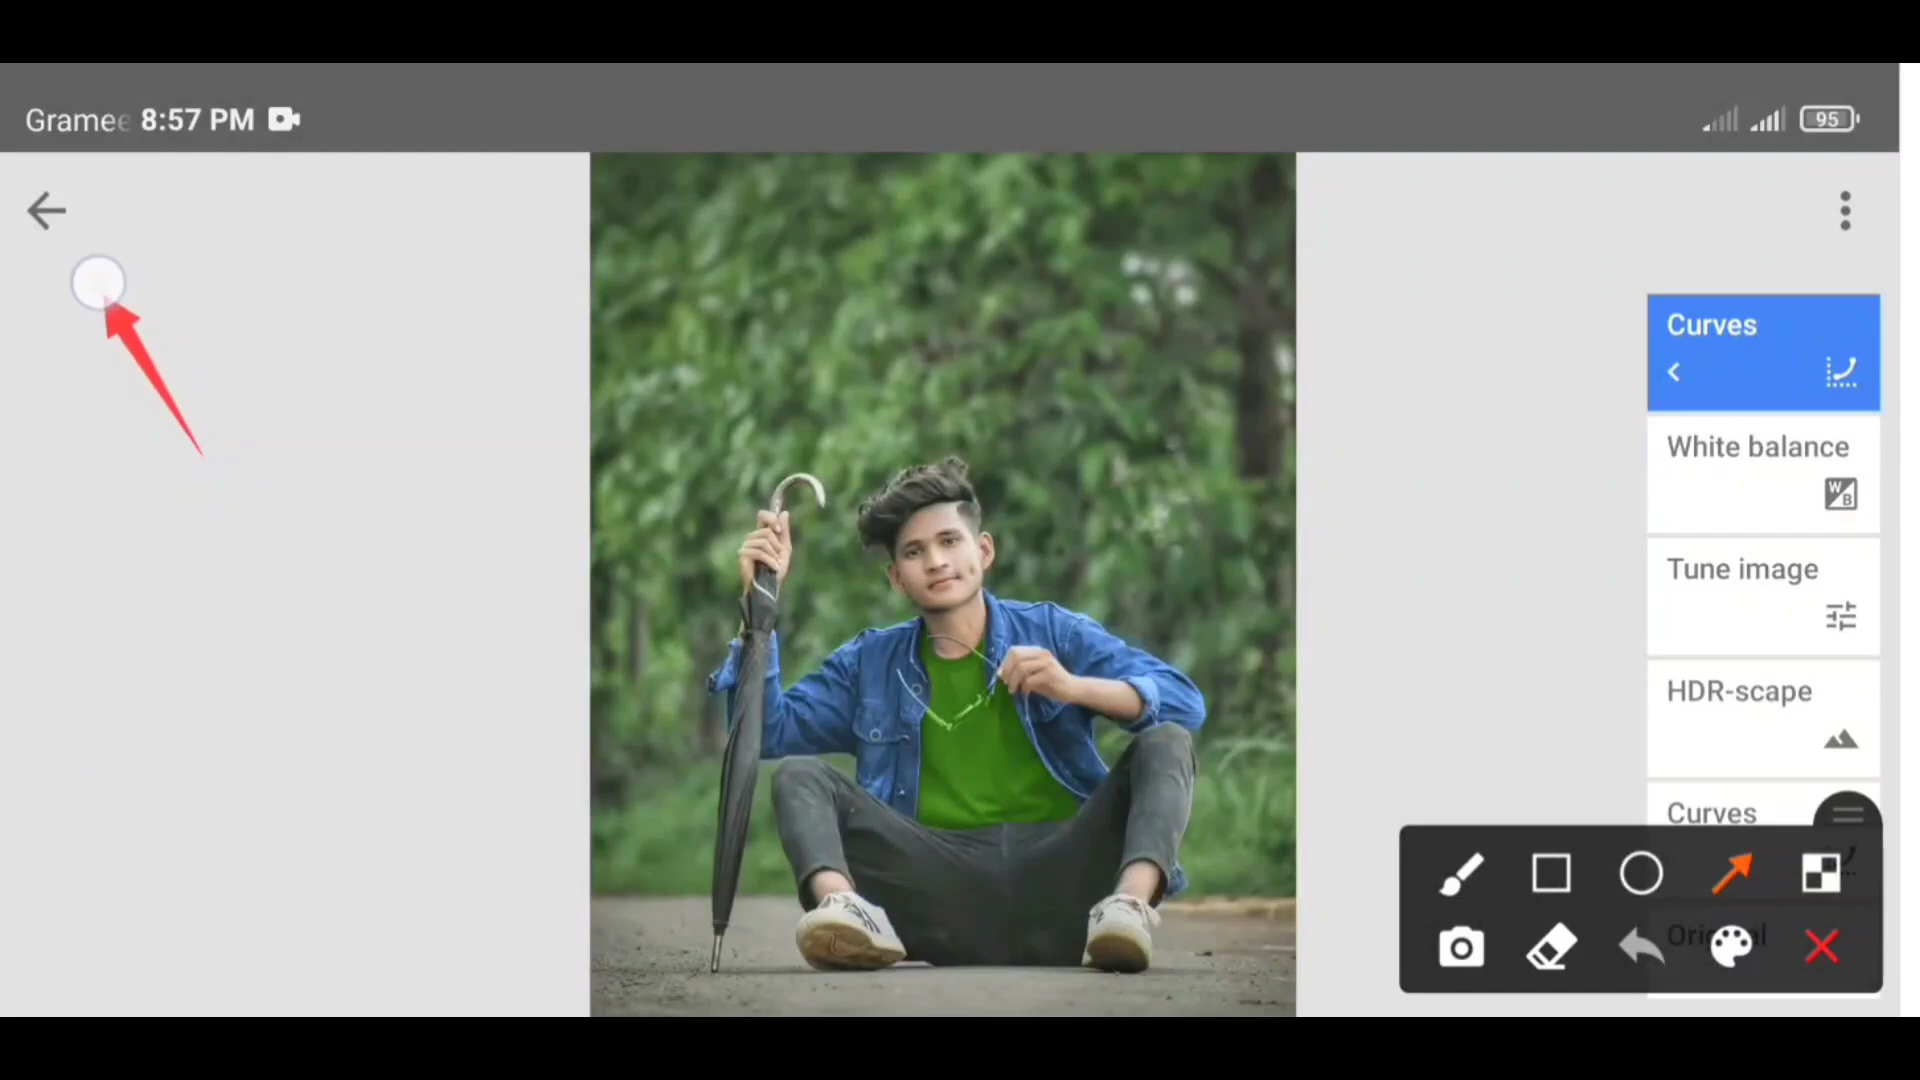 Gramee 8:57 PM 95
Curves
White balance
W
B
Tune image
HDR-scape
Curves